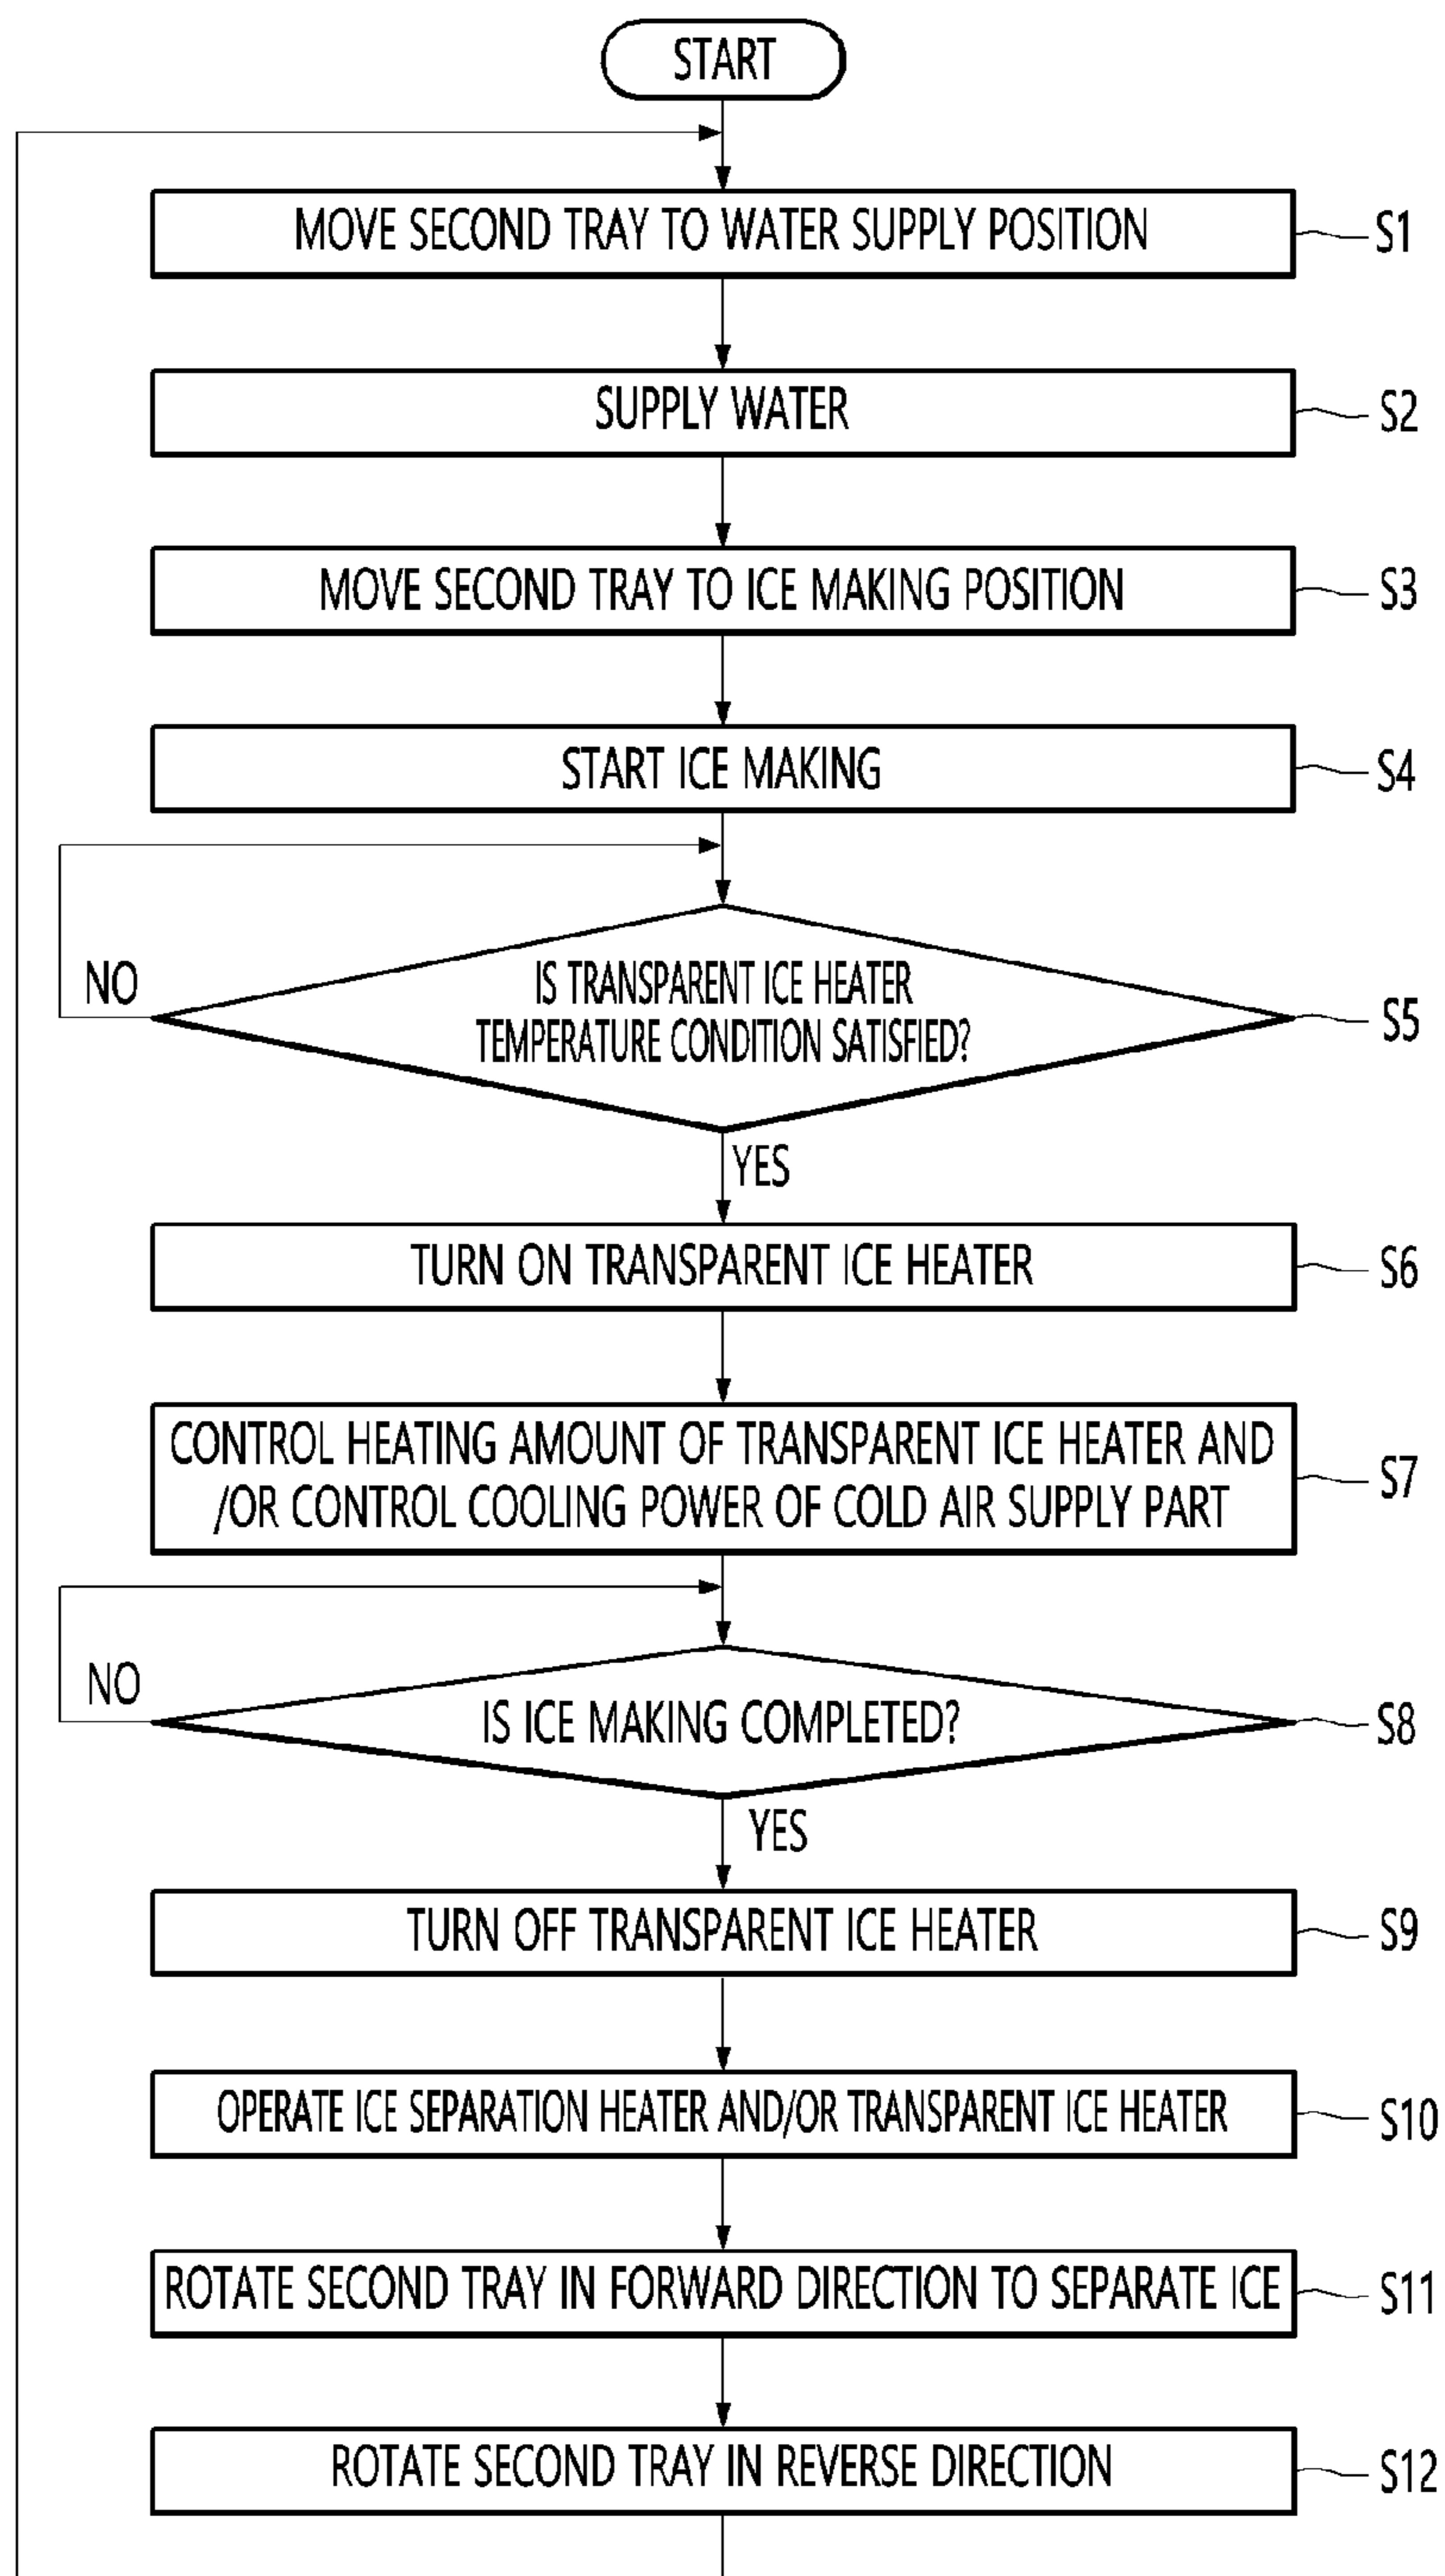 START
MOVE SECOND TRAY TO WATER SUPPLY POSITION
S1
SUPPLY WATER
S2
MOVE SECOND TRAY TO ICE MAKING POSITION
S3
START ICE MAKING
S4
NO
IS TRANSPARENT ICE HEATER
TEMPERATURE CONDITION SATISFIED?
S5
YES
TURN ON TRANSPARENT ICE HEATER
S6
CONTROL HEATING AMOUNT OF TRANSPARENT ICE HEATER AND
/OR CONTROL COOLING POWER OF COLD AIR SUPPLY PART
S7
NO
IS ICE MAKING COMPLETED?
S8
YES
TURN OFF TRANSPARENT ICE HEATER
S9
OPERATE ICE SEPARATION HEATER AND/OR TRANSPARENT ICE HEATER
S10
ROTATE SECOND TRAY IN FORWARD DIRECTION TO SEPARATE ICE
S11
ROTATE SECOND TRAY IN REVERSE DIRECTION
S12